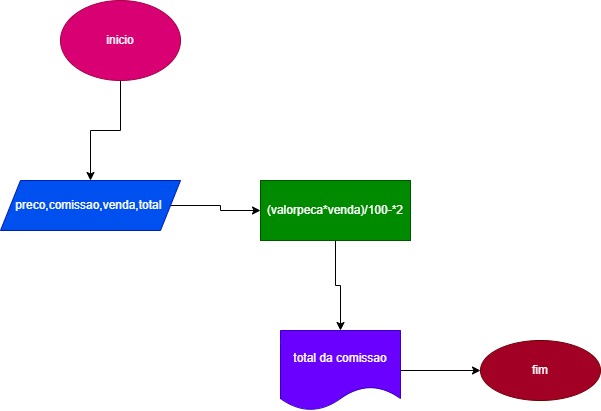 inicio
preco,comissao,venda,total
(valorpeca*venda)/100-*2
total da comissao
fim